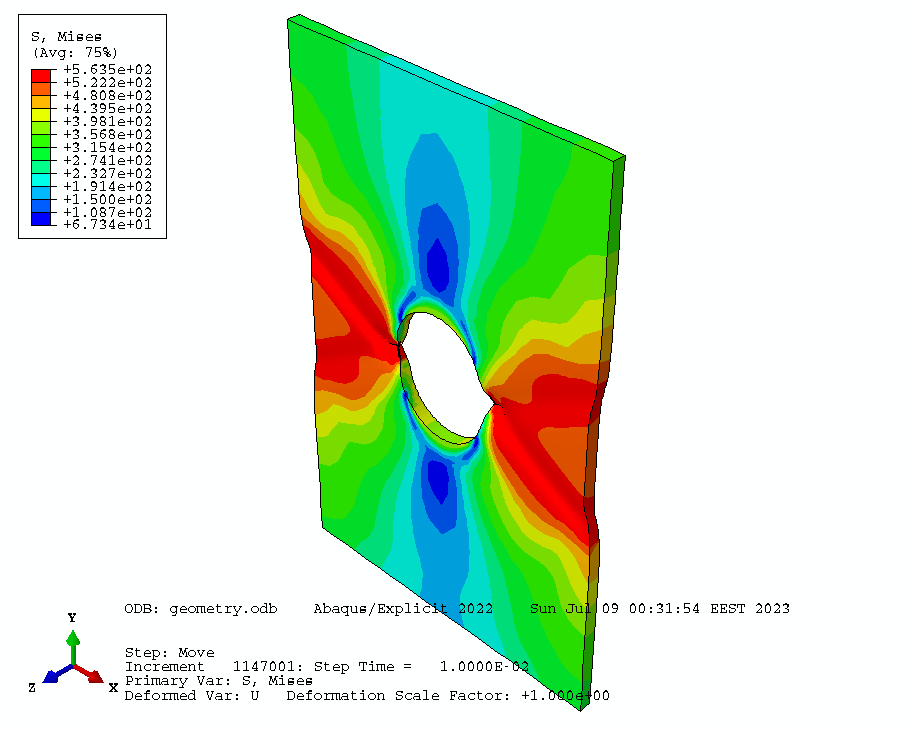 S, Mises
(Avg: 75%)
+5.635e+02
+5.222e+02
+4.808e+02
+4.395e+02
+3.981e+02
+3.568e+02
+3.154e+02
+2.741e+02
+2.327e+02
+1.914e+02
+1.500e+02
+1.087e+02
+6.734e+01
ODB: geometry.odb    Abaqus/Explicit 2022    Sun Jul 09 00:31:54 EEST 2023
Y
Z
X
Step: Move
Increment   1147001: Step Time =   1.0000E-02
Primary Var: S, Mises
Deformed Var: U   Deformation Scale Factor: +1.000e+00